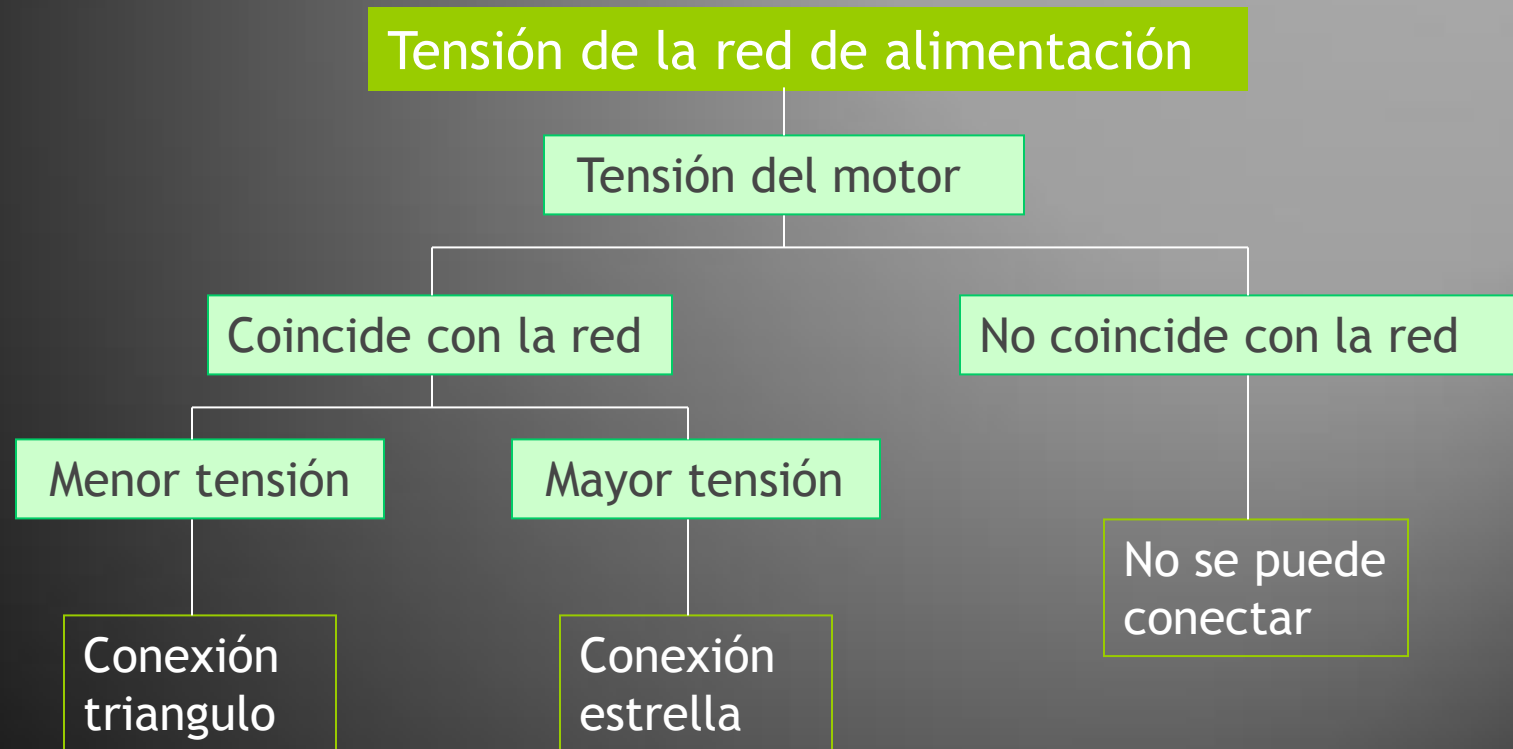 Tensión de la red de alimentación
Tensión del motor
Coincide con la red
No coincide con la red
Menor tensión
Mayor tensión
No se puede
conectar
Conexión
triangulo
Conexión
estrella